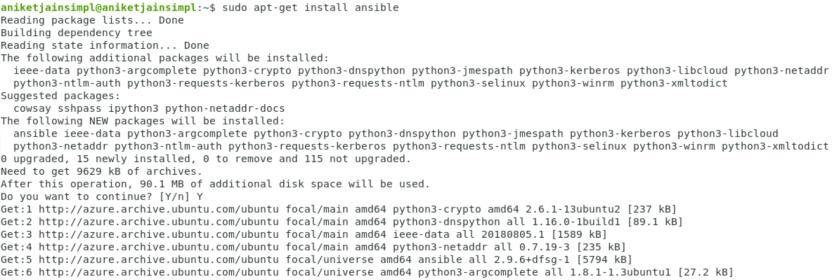 aniketjainsimpl@aniketjainsimpl:~$ sudo apt-get install ansible
Reading package lists... Done
Building dependency tree
Reading state information... Done
The following additional packages will be installed:
  ieee-data python3-argcomplete python3-crypto python3-dnspython python3-jmespath python3-kerberos python3-libcloud python3-netaddr
  python3-ntlm-auth python3-requests-kerberos python3-requests-ntlm python3-selinux python3-winrm python3-xmltodict
Suggested packages:
  cowsay sshpass ipython3 python-netaddr-docs
The following NEW packages will be installed:
  ansible ieee-data python3-argcomplete python3-crypto python3-dnspython python3-jmespath python3-kerberos python3-libcloud
  python3-netaddr python3-ntlm-auth python3-requests-kerberos python3-requests-ntlm python3-selinux python3-winrm python3-xmltodict
0 upgraded, 15 newly installed, 0 to remove and 115 not upgraded.
Need to get 9629 kB of archives.
After this operation, 90.1 MB of additional disk space will be used.
Do you want to continue? [Y/n] Y
Get:1 http://azure.archive.ubuntu.com/ubuntu focal/main amd64 python3-crypto amd64 2.6.1-13ubuntu2 [237 kB]
Get:2 http://azure.archive.ubuntu.com/ubuntu focal/main amd64 python3-dnspython all 1.16.0-1build1 [89.1 kB]
Get:3 http://azure.archive.ubuntu.com/ubuntu focal/main amd64 ieee-data all 20180805.1 [1589 kB]
Get:4 http://azure.archive.ubuntu.com/ubuntu focal/main amd64 python3-netaddr all 0.7.19-3 [235 kB]
Get:5 http://azure.archive.ubuntu.com/ubuntu focal/universe amd64 ansible all 2.9.6+dfsg-1 [5794 kB]
Get:6 http://azure.archive.ubuntu.com/ubuntu focal/universe amd64 python3-argcomplete all 1.8.1-1.3ubuntu1 [27.2 kB]